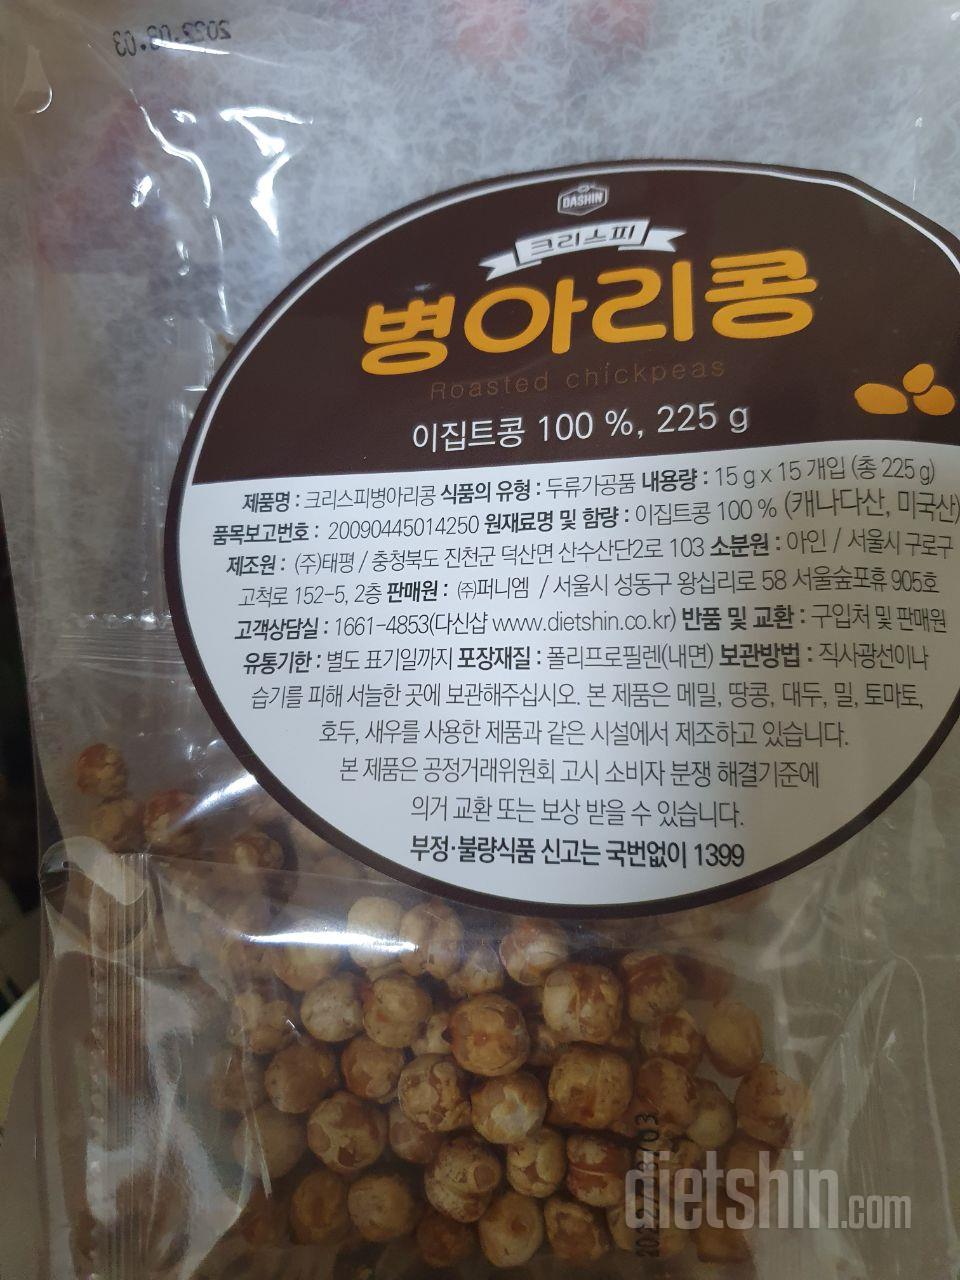 2022.08.03
DASHIN
크리스피
병아리콩
Roasted chickpeas
이집트콩 100 %, 225 g
제품명 : 크리스피병아리콩 식품의 유형 : 두류가공품 내용량 : 15 g x 15 개입 (총 225 g)
품목보고번호 : 20090445014250 원재료명 및 함량 : 이집트콩 100 % (캐나다산, 미국산)
제조원 : (주)태평 / 충청북도 진천군 덕산면 산수산단2로 103 소분원 : 아인 / 서울시 구로구
고척로 152-5, 2층 판매원 : ㈜퍼니엠 / 서울시 성동구 왕십리로 58 서울숲포휴 905호
고객상담실 : 1661-4853(다신샵 www.dietshin.co.kr) 반품 및 교환 : 구입처 및 판매원
유통기한 : 별도 표기일까지 포장재질 : 폴리프로필렌(내면) 보관방법 : 직사광선이나
습기를 피해 서늘한 곳에 보관해주십시오. 본 제품은 메밀, 땅콩, 대두, 밀, 토마토,
호두, 새우를 사용한 제품과 같은 시설에서 제조하고 있습니다.
본 제품은 공정거래위원회 고시 소비자 분쟁 해결기준에
의거 교환 또는 보상 받을 수 있습니다.
부정·불량식품 신고는 국번없이 1399
2022/08/03
dietshin.com